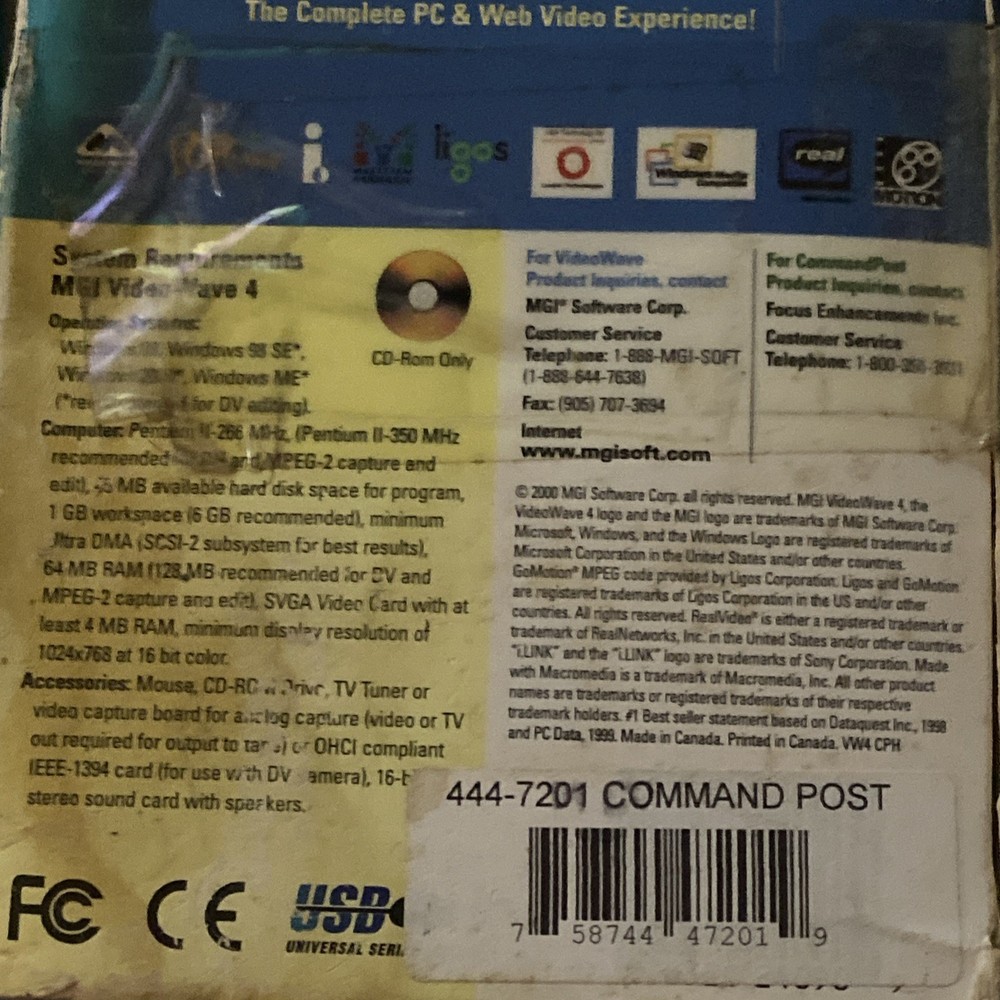 The Complete PC & Web Video Experience!
i.
ligos
Windows Media
real
MOTION
System Requirements
MGI VideoWave 4
Operating Systems:
Windows 98 SE*,
Windows ME*
for DV editing).
Computer: Pentium II-266 MHz, (Pentium II-350 MHz
recommended and MPEG-2 capture and
edit), MB available hard disk space for program,
1 GB workspace (6 GB recommended), minimum
Ultra DMA (SCSI-2 subsystem for best results),
64 MB RAM (128 MB recommended for DV and
MPEG-2 capture and edit), SVGA Video Card with at
least 4 MB RAM, minimum display resolution of
1024x768 at 16 bit color.
Accessories: Mouse, CD-ROM Drive, TV Tuner or
video capture board for analog capture (video or TV
out required for output to or OHCI compliant
IEEE-1394 card (for use with DV camera), 16-b
stereo sound card with speakers.
CD-Rom Only
For VideoWave
Product Inquiries, contact
MGI® Software Corp.
Customer Service
Telephone: 1-888-MGI-SOFT
(1-888-644-7638)
Fax: (905) 707-3694
Internet
www.mgisoft.com
For CommandPost
Product Inquiries, contact
Focus Enhancements Inc.
Customer Service
Telephone:
© 2000 MGI Software Corp. all rights reserved. MGI VideoWave 4, the
VideoWave 4 logo and the MGI logo are trademarks of MGI Software Corp.
Microsoft, Windows, and the Windows Logo are registered trademarks of
Microsoft Corporation in the United States and/or other countries.
GoMotion® MPEG code provided by Ligos Corporation. Ligos and GoMotion
are registered trademarks of Ligos Corporation in the US and/or other
countries. All rights reserved. RealVideo® is either a registered trademark or
trademark of RealNetworks, Inc. in the United States and/or other countries.
"i.LINK" and the "i.LINK" logo are trademarks of Sony Corporation. Made
with Macromedia is a trademark of Macromedia, Inc. All other product
names are trademarks or registered trademarks of their respective
trademark holders. #1 Best seller statement based on Dataquest Inc., 1998
and PC Data, 1999. Made in Canada. Printed in Canada. VW4 CPH
444-7201 COMMAND POST
7 58744 47201 9
FC CE USB
UNIVERSAL SERI